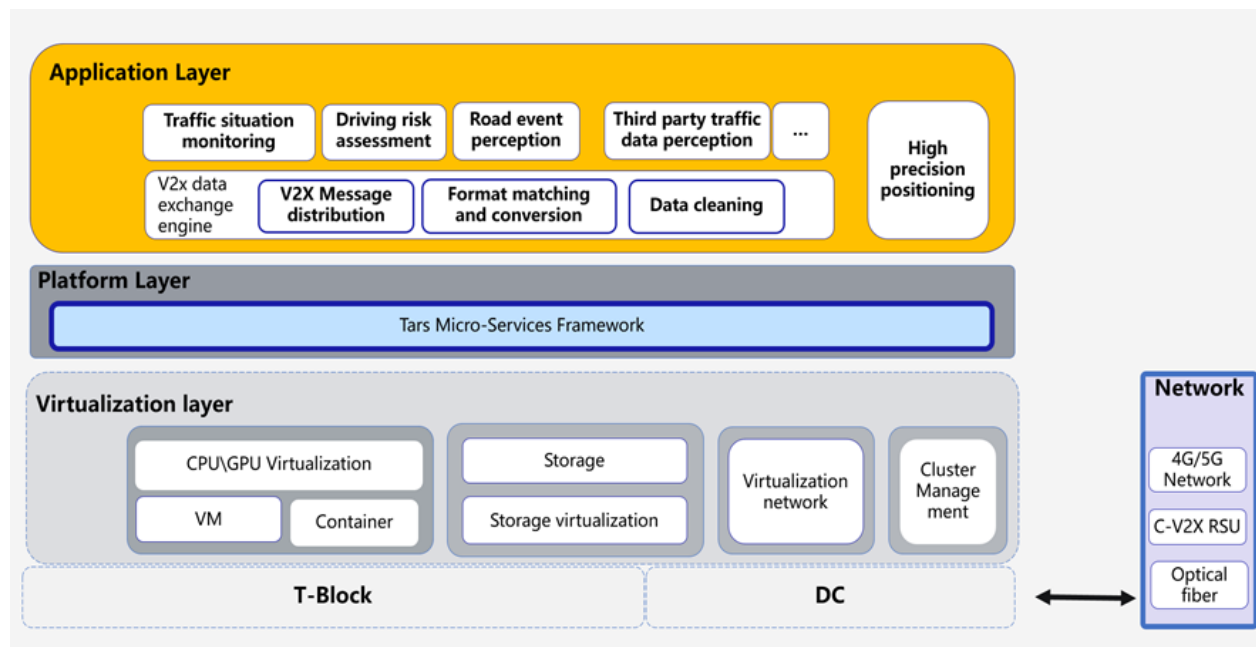 Application Layer
Traffic situation
monitoring
Driving risk
assessment
Road event
perception
Third party traffic
data perception
...
High
precision
positioning
V2x data
exchange
engine
V2X Message
distribution
Format matching
and conversion
Data cleaning
Platform Layer
Tars Micro-Services Framework
Virtualization layer
CPU\GPU Virtualization
VM
Container
Storage
Storage virtualization
Virtualization
network
Cluster
Manage
ment
T-Block
DC
Network
4G/5G
Network
C-V2X RSU
Optical
fiber